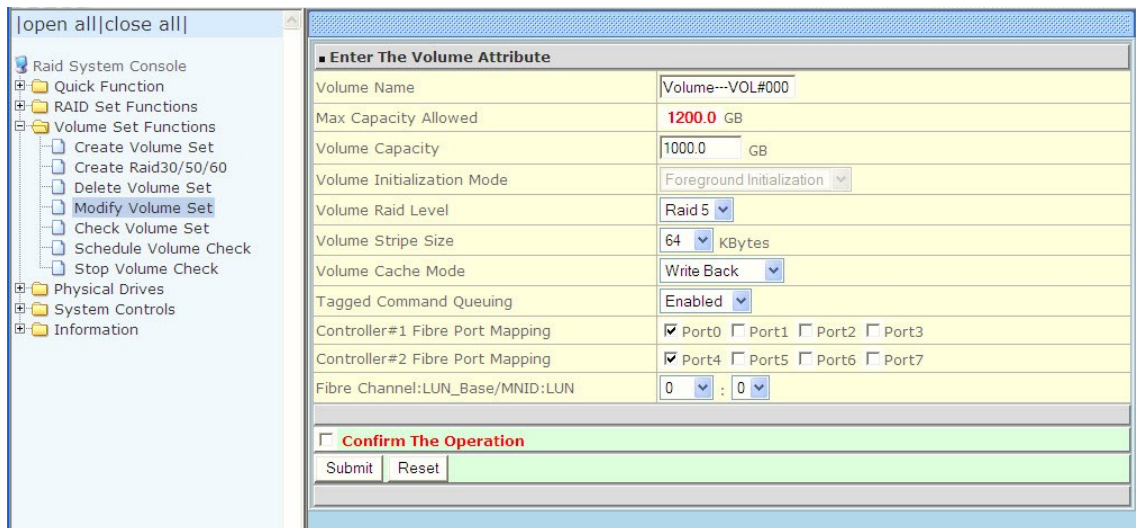 |open all|close all|
Raid System Console
Quick Function
RAID Set Functions
Volume Set Functions
Create Volume Set
Create Raid30/50/60
Delete Volume Set
Modify Volume Set
Check Volume Set
Schedule Volume Check
Stop Volume Check
Physical Drives
System Controls
Information
Enter The Volume Attribute
Volume Name Volume---VOL#000
Max Capacity Allowed 1200.0 GB
Volume Capacity 1000.0 GB
Volume Initialization Mode Foreground Initialization
Volume Raid Level Raid 5
Volume Stripe Size 64 KBytes
Volume Cache Mode Write Back
Tagged Command Queuing Enabled
Controller#1 Fibre Port Mapping Port0 Port1 Port2 Port3
Controller#2 Fibre Port Mapping Port4 Port5 Port6 Port7
Fibre Channel:LUN_Base/MNID:LUN 0 : 0
Confirm The Operation
Submit Reset